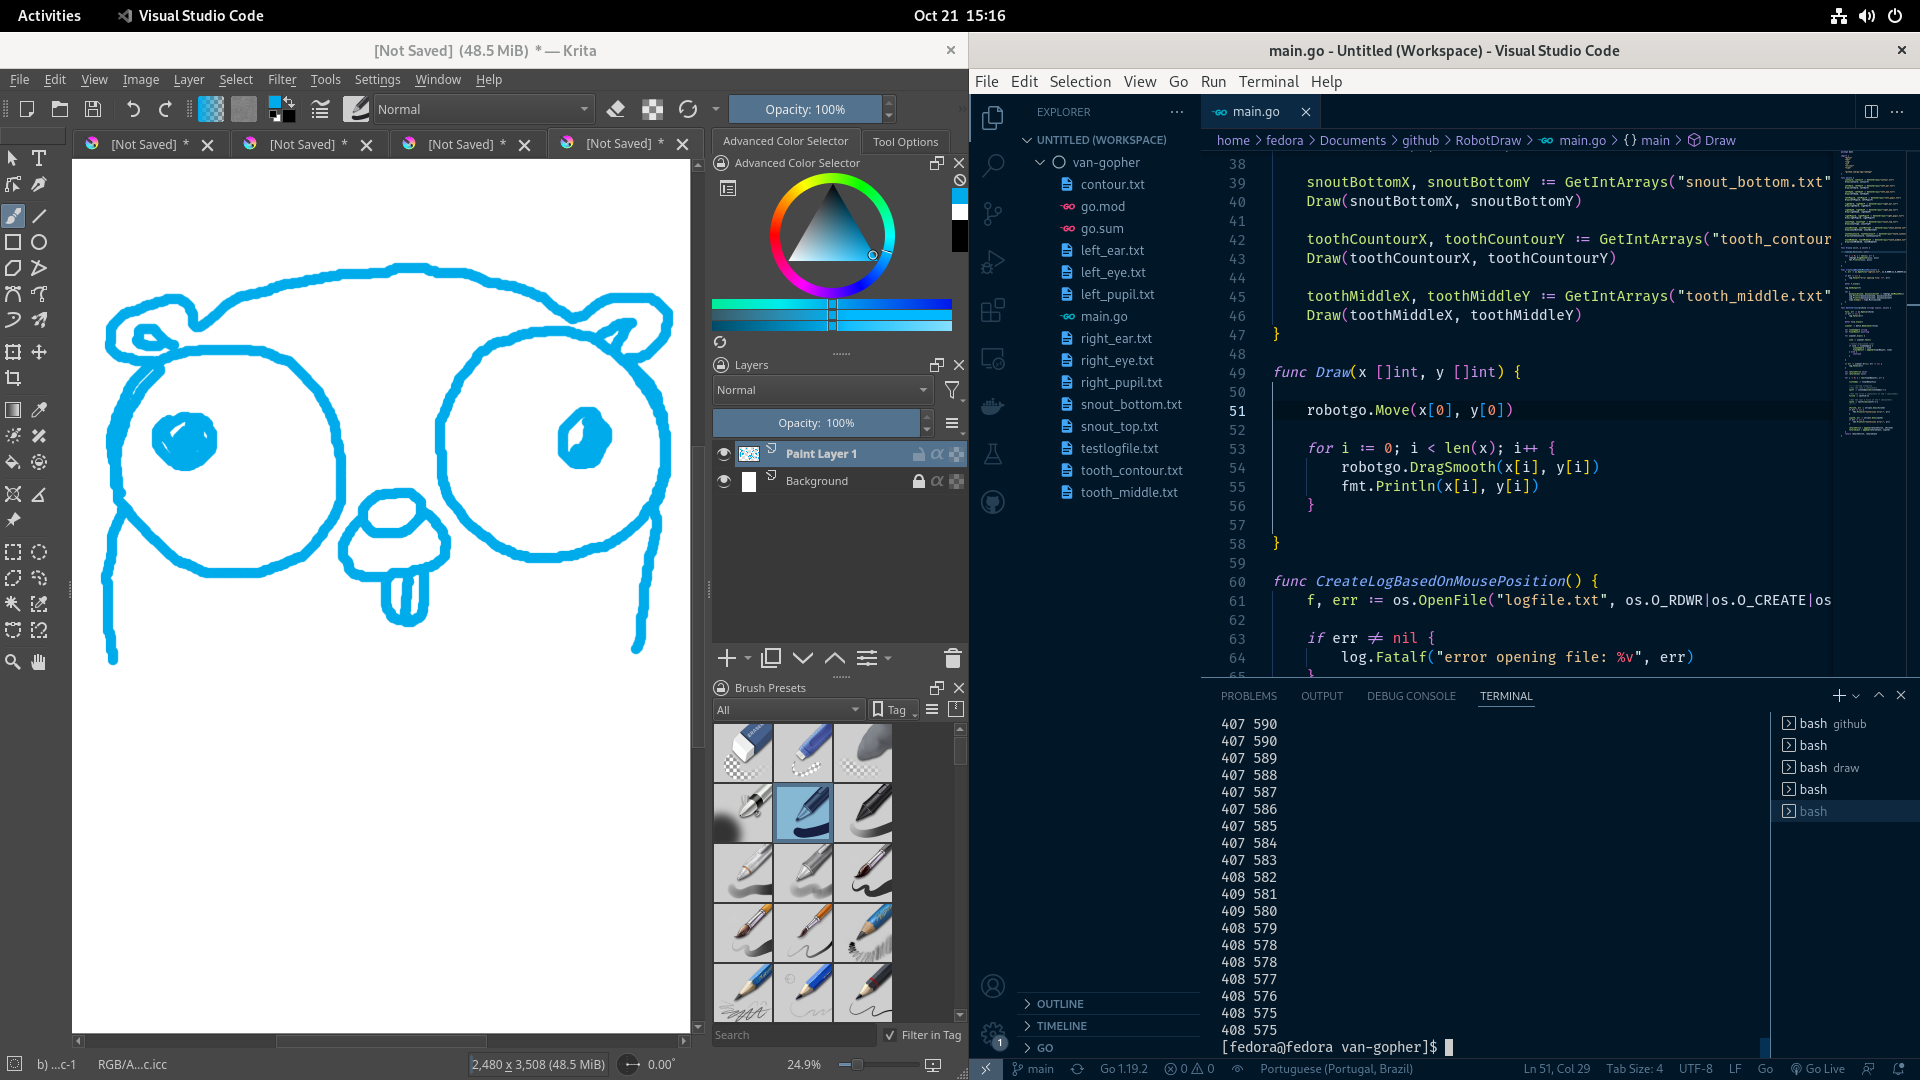 Activities
Visual Studio Code
Oct 21 15:16
[Not Saved] (48.5 MiB) * — Krita
File Edit View Image Layer Select Filter Tools Settings Window Help
Normal
Opacity: 100%
[Not Saved] *
[Not Saved] *
[Not Saved] *
[Not Saved] *
Advanced Color Selector
Tool Options
Advanced Color Selector
Layers
Normal
Opacity: 100%
Paint Layer 1
Background
Brush Presets
All
Tag
Search
Filter in Tag
b) ...c-1
RGB/A...c.icc
2,480 x 3,508 (48.5 MiB)
0.00°
24.9%
main.go - Untitled (Workspace) - Visual Studio Code
File Edit Selection View Go Run Terminal Help
EXPLORER
UNTITLED (WORKSPACE)
van-gopher
contour.txt
go.mod
go.sum
left_ear.txt
left_eye.txt
left_pupil.txt
main.go
right_ear.txt
right_eye.txt
right_pupil.txt
snout_bottom.txt
snout_top.txt
testlogfile.txt
tooth_contour.txt
tooth_middle.txt
OUTLINE
TIMELINE
GO
1
main.go
home > fedora > Documents > github > RobotDraw > main.go > {} main > Draw
38
39 snoutBottomX, snoutBottomY := GetIntArrays("snout_bottom.txt"
40 Draw(snoutBottomX, snoutBottomY)
41
42 toothCountourX, toothCountourY := GetIntArrays("tooth_contour
43 Draw(toothCountourX, toothCountourY)
44
45 toothMiddleX, toothMiddleY := GetIntArrays("tooth_middle.txt"
46 Draw(toothMiddleX, toothMiddleY)
47 }
48
49 func Draw(x []int, y []int) {
50
51 robotgo.Move(x[0], y[0])
52
53 for i := 0; i < len(x); i++ {
54 robotgo.DragSmooth(x[i], y[i])
55 fmt.Println(x[i], y[i])
56 }
57
58 }
59
60 func CreateLogBasedOnMousePosition() {
61 f, err := os.OpenFile("logfile.txt", os.O_RDWR|os.O_CREATE|os
62
63 if err != nil {
64 log.Fatalf("error opening file: %v", err)
65 }
PROBLEMS OUTPUT DEBUG CONSOLE TERMINAL
407 590
407 590
407 589
407 588
407 587
407 586
407 585
407 584
407 583
408 582
409 581
409 580
408 579
408 578
408 578
408 577
408 576
408 575
408 575
[fedora@fedora van-gopher]$
bash github
bash
bash draw
bash
bash
main
Go 1.19.2
0 0
Portuguese (Portugal, Brazil)
Ln 51, Col 29
Tab Size: 4
UTF-8
LF
Go
Go Live